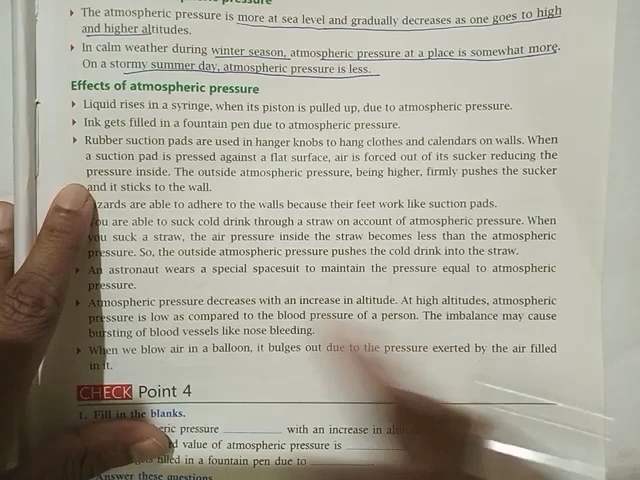 pressure
The atmospheric pressure is more at sea level and gradually decreases as one goes to high
and higher altitudes.
In calm weather during winter season, atmospheric pressure at a place is somewhat more.
On a stormy summer day, atmospheric pressure is less.
Effects of atmospheric pressure
Liquid rises in a syringe, when its piston is pulled up, due to atmospheric pressure.
Ink gets filled in a fountain pen due to atmospheric pressure.
Rubber suction pads are used in hanger knobs to hang clothes and calendars on walls. When
a suction pad is pressed against a flat surface, air is forced out of its sucker reducing the
pressure inside. The outside atmospheric pressure, being higher, firmly pushes the sucker
and it sticks to the wall.
zards are able to adhere to the walls because their feet work like suction pads.
You are able to suck cold drink through a straw on account of atmospheric pressure. When
you suck a straw, the air pressure inside the straw becomes less than the atmospheric
pressure. So, the outside atmospheric pressure pushes the cold drink into the straw.
An astronaut wears a special spacesuit to maintain the pressure equal to atmospheric
pressure.
Atmospheric pressure decreases with an increase in altitude. At high altitudes, atmospheric
pressure is low as compared to the blood pressure of a person. The imbalance may cause
bursting of blood vessels like nose bleeding.
When we blow air in a balloon, it bulges out due to the pressure exerted by the air filled
in it.
CHECK Point 4
1. Fill in the blanks.
eric pressure ________ with an increase in
d value of atmospheric pressure is ________
filled in a fountain pen due to ________
Answer these questions